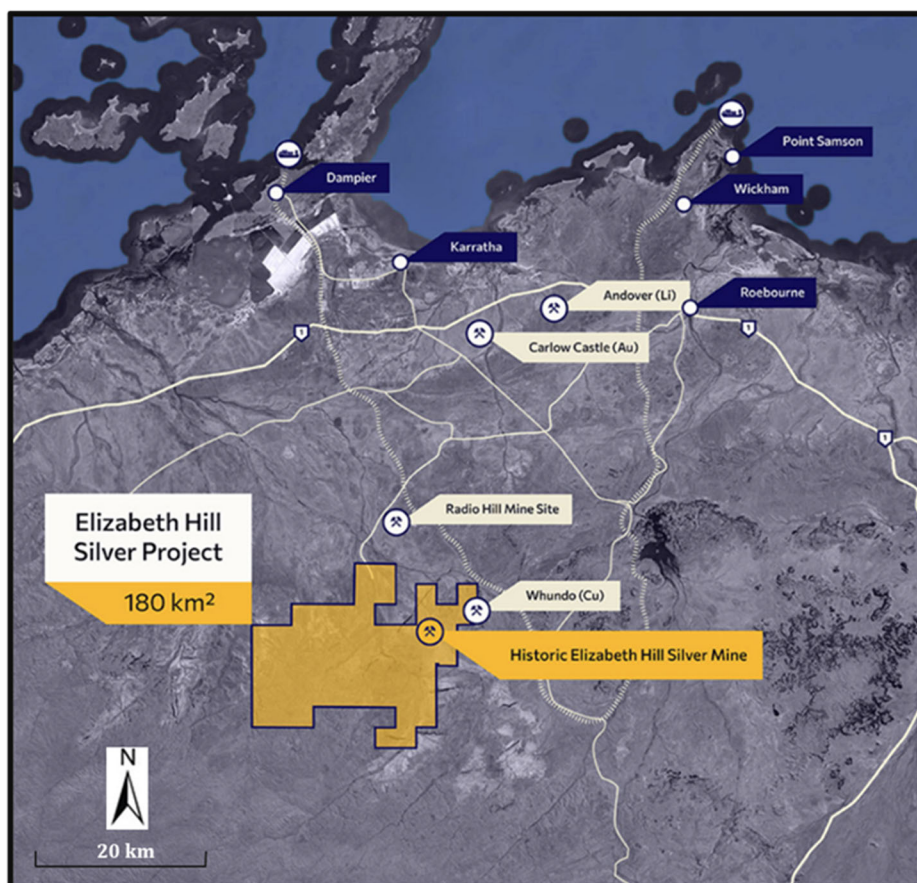 Point Samson
Dampier
Wickham
Karratha
Andover (Li)
Roebourne
1
Carlow Castle (Au)
1
1
Elizabeth Hill
Silver Project
180 km²
Radio Hill Mine Site
Whundo (Cu)
Historic Elizabeth Hill Silver Mine
N
20 km